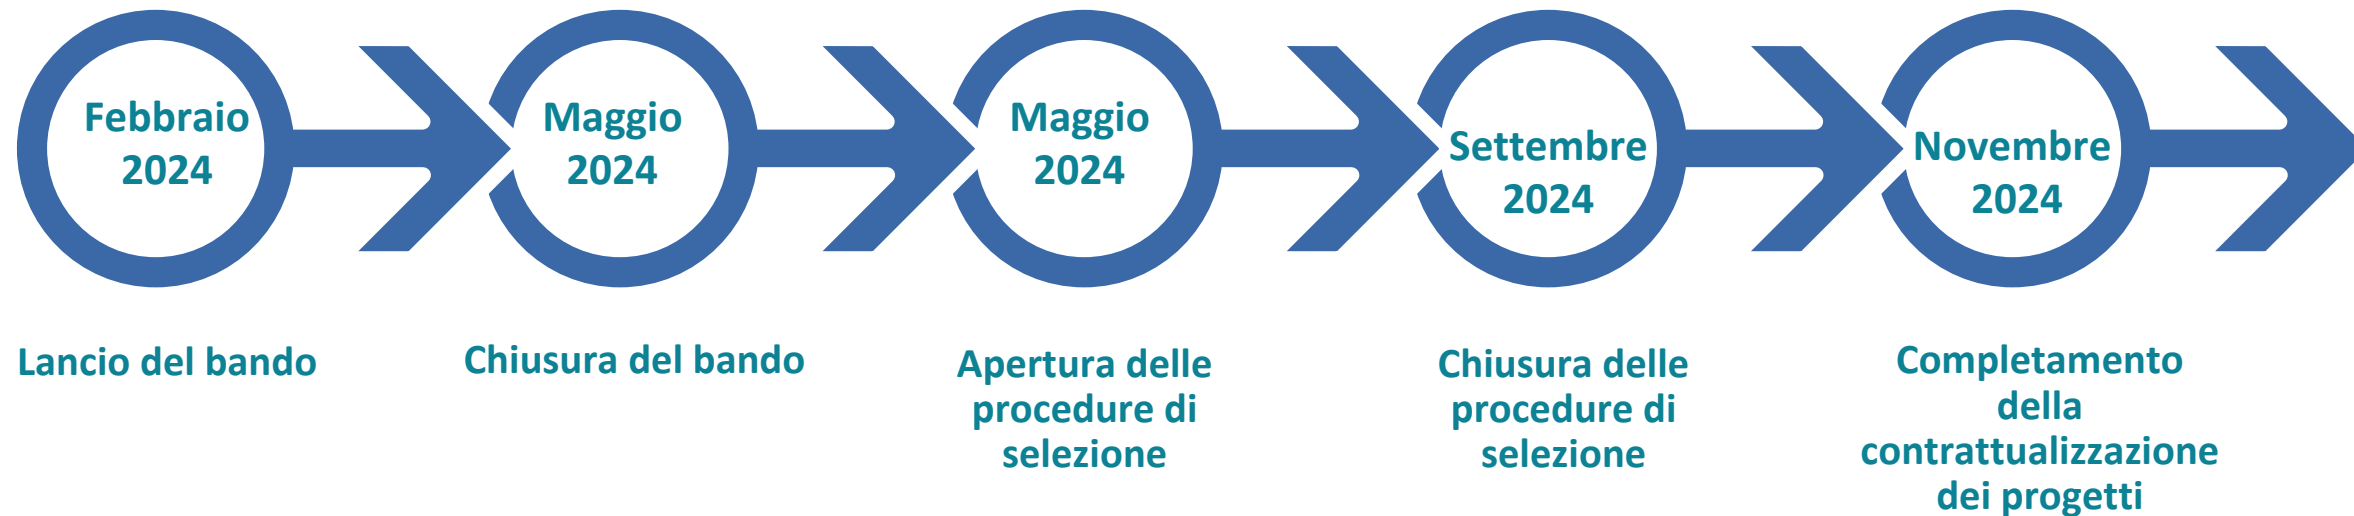 Febbraio
2024
Lancio del bando
Maggio
2024
Chiusura del bando
Maggio
2024
Apertura delle
procedure di
selezione
Settembre
2024
Chiusura delle
procedure di
selezione
Novembre
2024
Completamento
della
contrattualizzazione
dei progetti